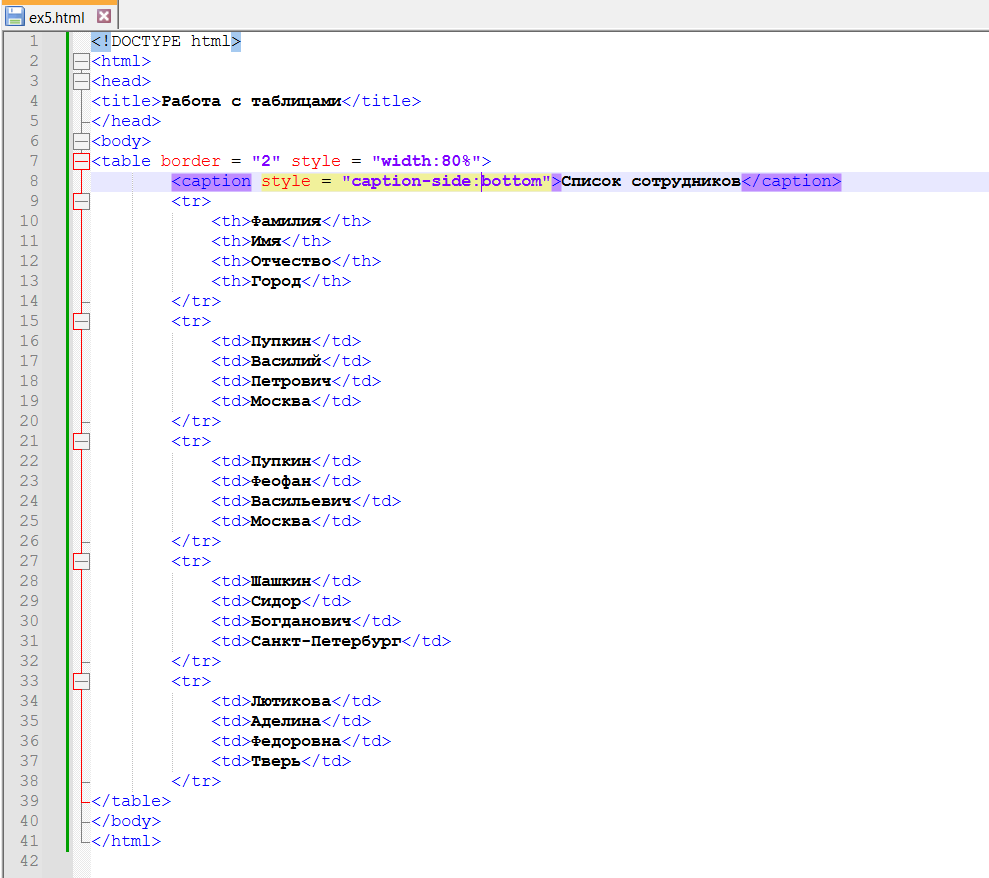 ex5.html
1 <!DOCTYPE html>
2 <html>
3 <head>
4 <title>Работа с таблицами</title>
5 </head>
6 <body>
7 <table border = "2" style = "width:80%">
8 <caption style = "caption-side:bottom">Список сотрудников</caption>
9 <tr>
10 <th>Фамилия</th>
11 <th>Имя</th>
12 <th>Отчество</th>
13 <th>Город</th>
14 </tr>
15 <tr>
16 <td>Пупкин</td>
17 <td>Василий</td>
18 <td>Петрович</td>
19 <td>Москва</td>
20 </tr>
21 <tr>
22 <td>Пупкин</td>
23 <td>Феофан</td>
24 <td>Васильевич</td>
25 <td>Москва</td>
26 </tr>
27 <tr>
28 <td>Шашкин</td>
29 <td>Сидор</td>
30 <td>Богданович</td>
31 <td>Санкт-Петербург</td>
32 </tr>
33 <tr>
34 <td>Лютикова</td>
35 <td>Аделина</td>
36 <td>Федоровна</td>
37 <td>Тверь</td>
38 </tr>
39 </table>
40 </body>
41 </html>
42